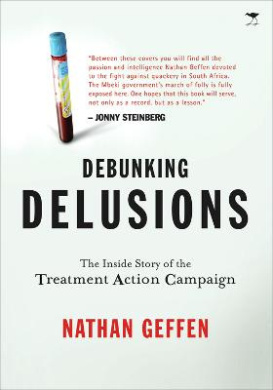 "Between these covers you will find all the
passion and intelligence Nathan Geffen devoted
to the fight against quackery in South Africa.
The Mbeki government's march of folly is fully
exposed here. One hopes that this book will serve,
not only as a record, but as a lesson."
– JONNY STEINBERG
DEBUNKING
DELUSIONS
The Inside Story of the
Treatment Action Campaign
NATHAN GEFFEN